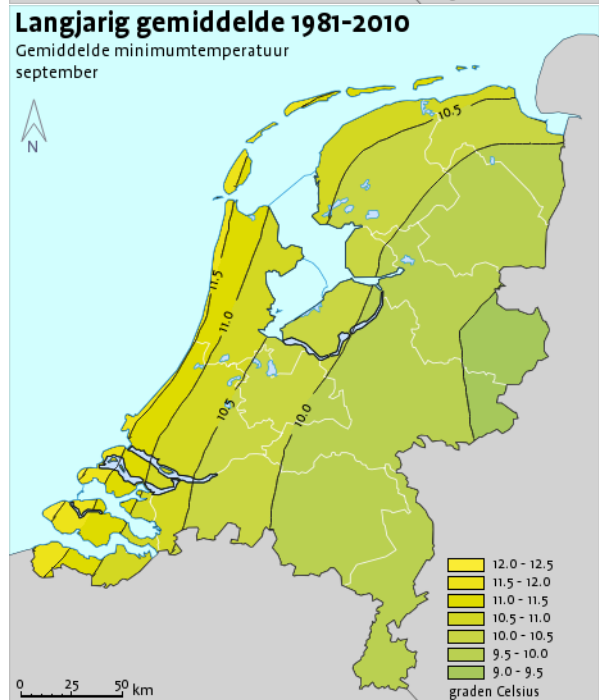 Langjarig gemiddelde 1981-2010
Gemiddelde minimumtemperatuur
september
N
10.5
11.5
11.0
10.5
10.0
12.0 - 12.5
11.5 - 12.0
11.0 - 11.5
10.5 - 11.0
10.0 - 10.5
9.5 - 10.0
9.0 - 9.5
graden Celsius
0 25 50 km